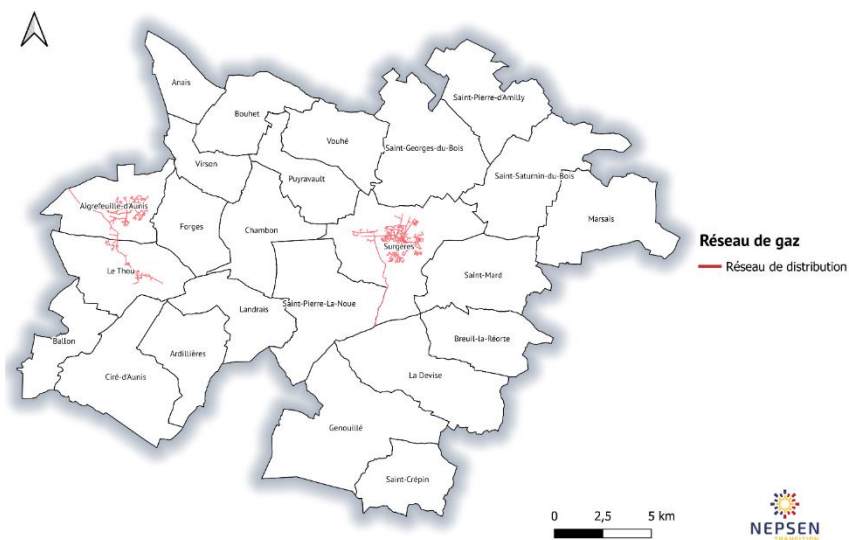 Anais
Bouhet
Saint-Pierre-d'Amilly
Vouhé
Saint-Georges-du-Bois
Virson
Saint-Saturnin-du-Bois
Puyravault
Aigrefeuille-d'Aunis
Marsais
Forges
Chambon
Surgères
Le Thou
Saint-Mard
Saint-Pierre-La-Noue
Landrais
Ballon
Ardillières
Breuil-la-Réorte
Ciré-d'Aunis
La Devise
Genouillé
Saint-Crépin
Réseau de gaz
Réseau de distribution
0 2,5 5 km
NEPSEN
TRANSITION